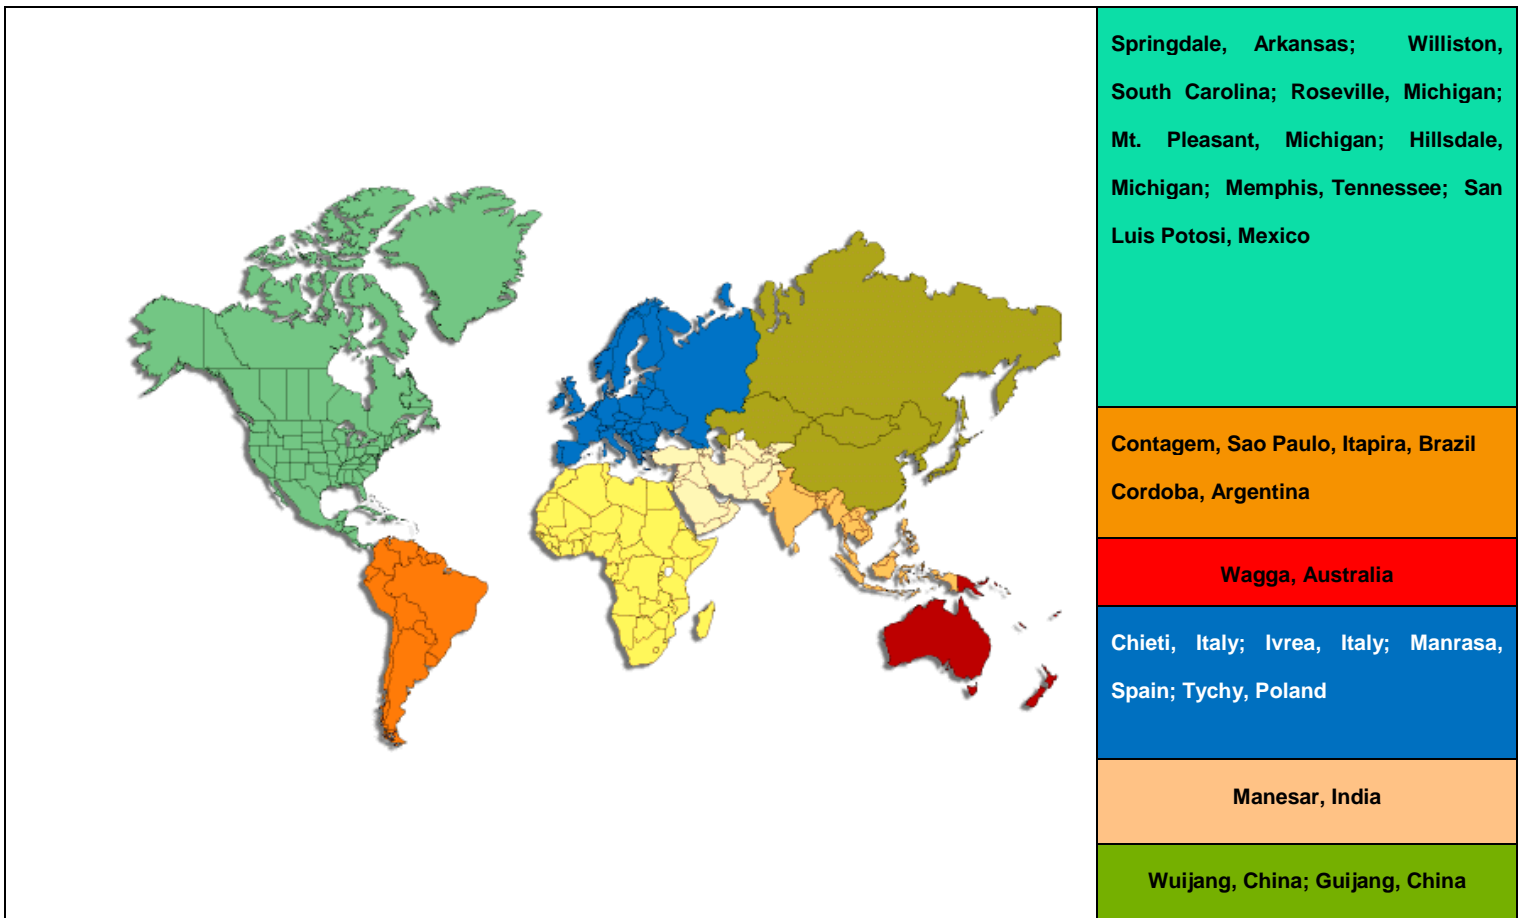 Springdale, Arkansas; Williston,
South Carolina; Roseville, Michigan;
Mt. Pleasant, Michigan; Hillsdale,
Michigan; Memphis, Tennessee; San
Luis Potosi, Mexico
Contagem, Sao Paulo, Itapira, Brazil
Cordoba, Argentina
Wagga, Australia
Chieti, Italy; Ivrea, Italy; Manrasa,
Spain; Tychy, Poland
Manesar, India
Wuijang, China; Guijang, China